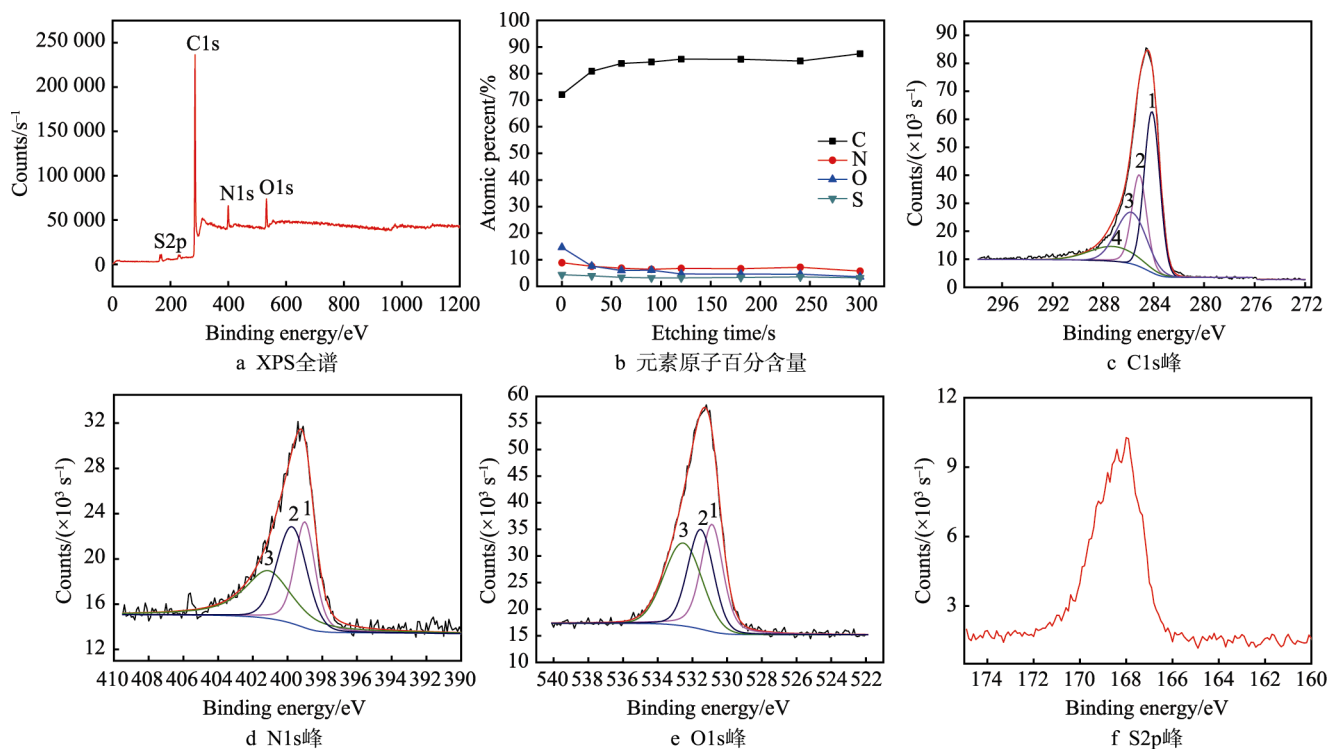 250 000
200 000
150 000
100 000
50 000
0
Counts/s⁻¹
C1s
N1s
O1s
S2p
0 200 400 600 800 1000 1200
Binding energy/eV
a XPS全谱
100
90
80
70
60
50
40
30
20
10
0
Atomic percent/%
C
N
O
S
0 50 100 150 200 250 300
Etching time/s
b 元素原子百分含量
90
80
70
60
50
40
30
20
10
0
Counts/(×10³ s⁻¹)
1
2
3
4
296 292 288 284 280 276 272
Binding energy/eV
c C1s峰
32
28
24
23
19
16
14
12
Counts/(×10³ s⁻¹)
1
2
3
410 408 406 404 402 400 398 396 394 392 390
Binding energy/eV
d N1s峰
60
55
50
45
40
35
30
25
20
15
10
Counts/(×10³ s⁻¹)
1
2
3
540 538 536 534 532 530 528 526 524 522
Binding energy/eV
e O1s峰
12
9
6
3
Counts/(×10³ s⁻¹)
174 172 170 168 166 164 162 160
Binding energy/eV
f S2p峰